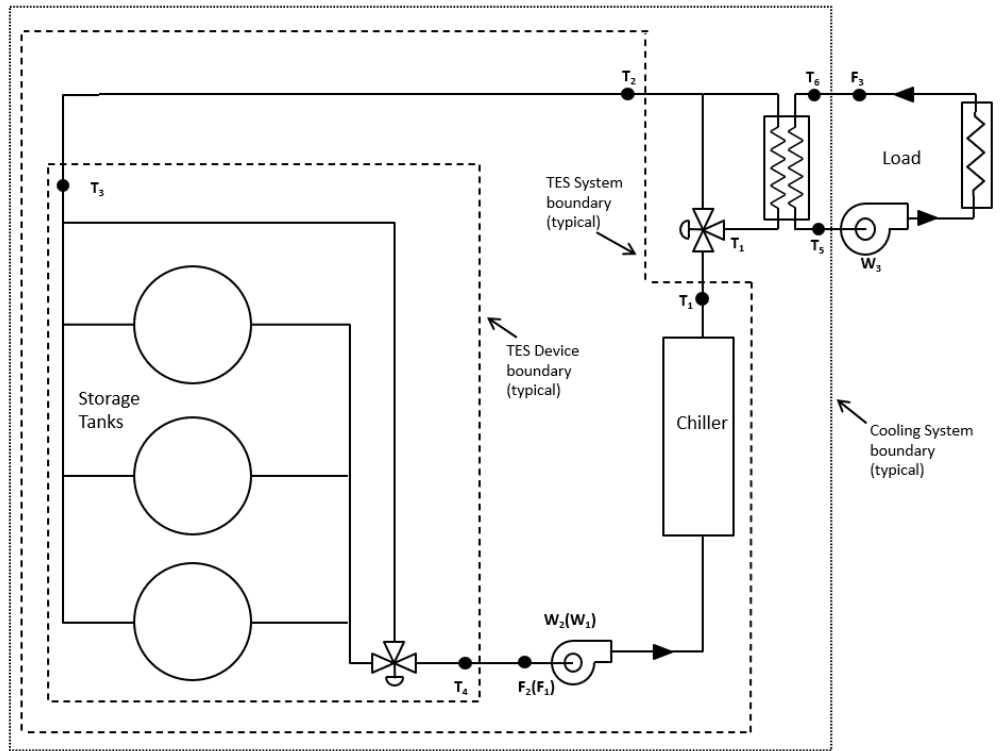 T2
T6
F3
T3
TES System
boundary
(typical)
Load
T1
T5
W3
T1
TES Device
boundary
(typical)
Storage
Tanks
Chiller
Cooling System
boundary
(typical)
W2(W1)
T4
F2(F1)